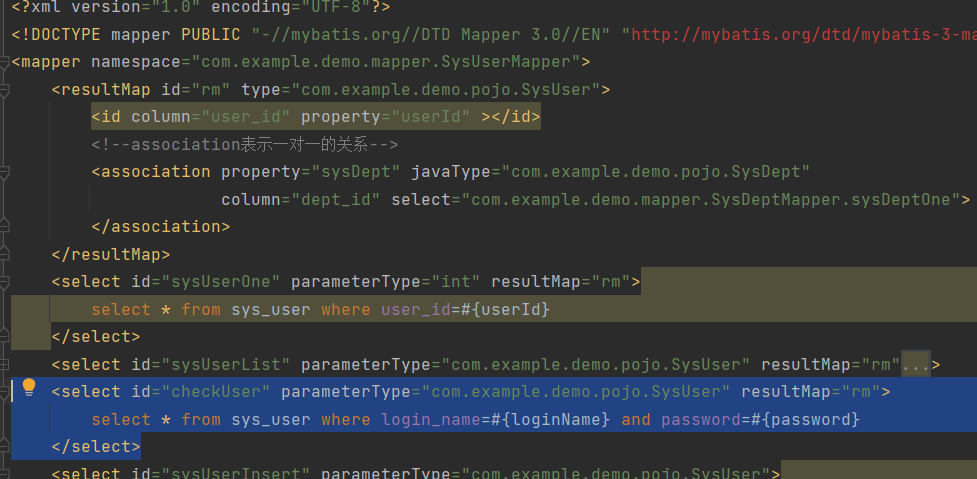 <?xml version="1.0" encoding="UTF-8"?>
<!DOCTYPE mapper PUBLIC "-//mybatis.org//DTD Mapper 3.0//EN" "http://mybatis.org/dtd/mybatis-3-ma
<mapper namespace="com.example.demo.mapper.SysUserMapper">
<resultMap id="rm" type="com.example.demo.pojo.SysUser">
<id column="user_id" property="userId" ></id>
<!--association表示一对一的关系-->
<association property="sysDept" javaType="com.example.demo.pojo.SysDept"
column="dept_id" select="com.example.demo.mapper.SysDeptMapper.sysDeptOne">
</association>
</resultMap>
<select id="sysUserOne" parameterType="int" resultMap="rm">
select * from sys_user where user_id=#{userId}
</select>
<select id="sysUserList" parameterType="com.example.demo.pojo.SysUser" resultMap="rm"...>
<select id="checkUser" parameterType="com.example.demo.pojo.SysUser" resultMap="rm">
select * from sys_user where login_name=#{loginName} and password=#{password}
</select>
<select id="sysUserInsert" parameterType="com.example.demo.pojo.SysUser">